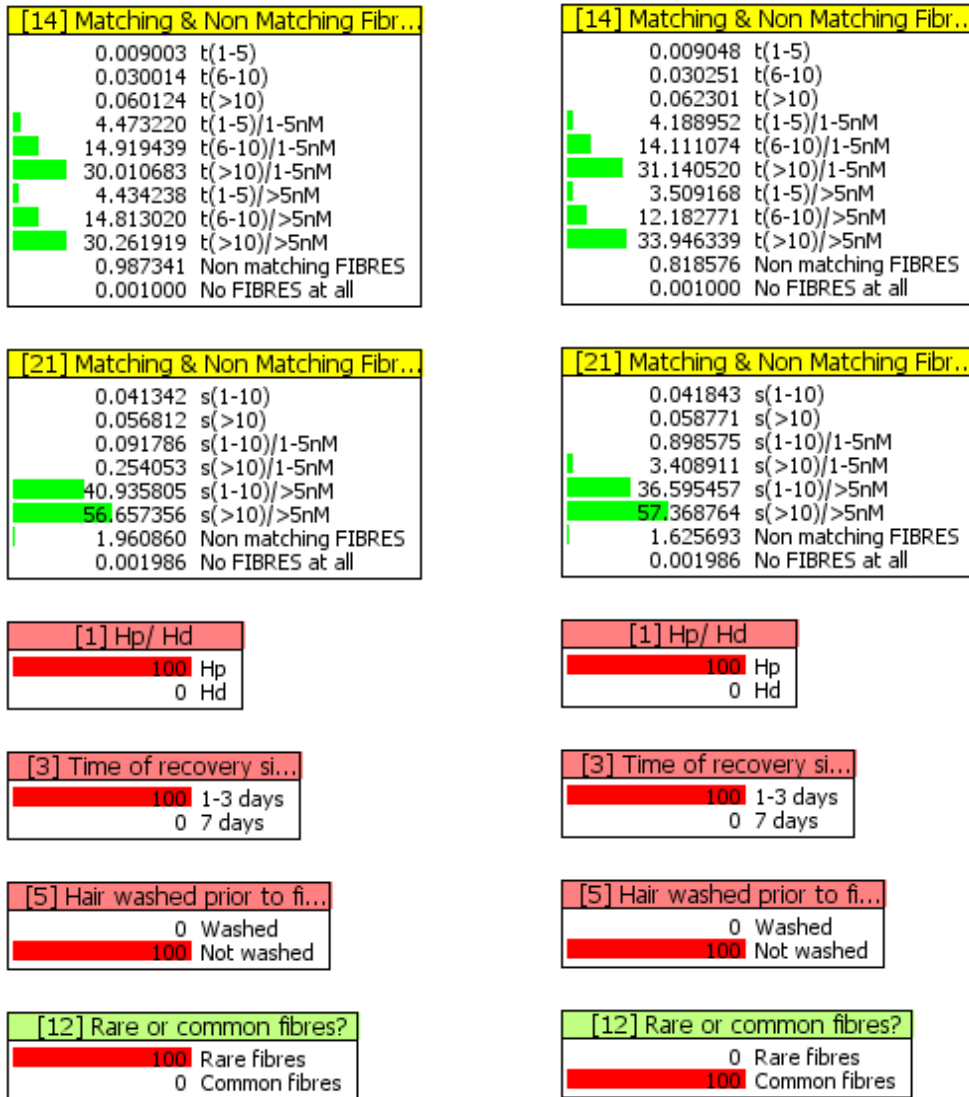 [14] Matching & Non Matching Fibr...
0.009003 t(1-5)
0.030014 t(6-10)
0.060124 t(>10)
4.473220 t(1-5)/1-5nM
14.919439 t(6-10)/1-5nM
30.010683 t(>10)/1-5nM
4.434238 t(1-5)/>5nM
14.813020 t(6-10)/>5nM
30.261919 t(>10)/>5nM
0.987341 Non matching FIBRES
0.001000 No FIBRES at all
[21] Matching & Non Matching Fibr...
0.041342 s(1-10)
0.056812 s(>10)
0.091786 s(1-10)/1-5nM
0.254053 s(>10)/1-5nM
40.935805 s(1-10)/>5nM
56.657356 s(>10)/>5nM
1.960860 Non matching FIBRES
0.001986 No FIBRES at all
[1] Hp/ Hd
100 Hp
0 Hd
[3] Time of recovery si...
100 1-3 days
0 7 days
[5] Hair washed prior to fi...
0 Washed
100 Not washed
[12] Rare or common fibres?
100 Rare fibres
0 Common fibres
[14] Matching & Non Matching Fibr..
0.009048 t(1-5)
0.030251 t(6-10)
0.062301 t(>10)
4.188952 t(1-5)/1-5nM
14.111074 t(6-10)/1-5nM
31.140520 t(>10)/1-5nM
3.509168 t(1-5)/>5nM
12.182771 t(6-10)/>5nM
33.946339 t(>10)/>5nM
0.818576 Non matching FIBRES
0.001000 No FIBRES at all
[21] Matching & Non Matching Fibr..
0.041843 s(1-10)
0.058771 s(>10)
0.898575 s(1-10)/1-5nM
3.408911 s(>10)/1-5nM
36.595457 s(1-10)/>5nM
57.368764 s(>10)/>5nM
1.625693 Non matching FIBRES
0.001986 No FIBRES at all
[1] Hp/ Hd
100 Hp
0 Hd
[3] Time of recovery si...
100 1-3 days
0 7 days
[5] Hair washed prior to fi...
0 Washed
100 Not washed
[12] Rare or common fibres?
0 Rare fibres
100 Common fibres